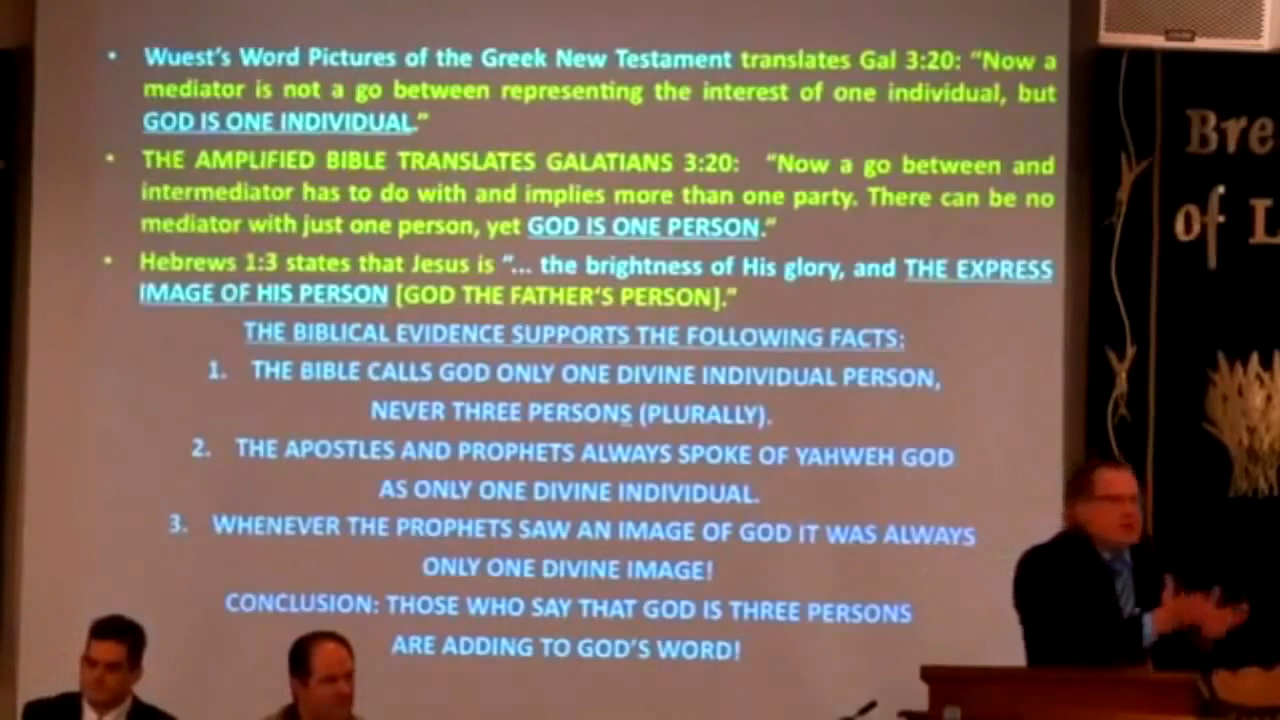 • Wuest's Word Pictures of the Greek New Testament translates Gal 3:20: "Now a
mediator is not a go between representing the interest of one individual, but
GOD IS ONE INDIVIDUAL."
• THE AMPLIFIED BIBLE TRANSLATES GALATIANS 3:20: "Now a go between and
intermediator has to do with and implies more than one party. There can be no
mediator with just one person, yet GOD IS ONE PERSON."
• Hebrews 1:3 states that Jesus is "... the brightness of His glory, and THE EXPRESS
IMAGE OF HIS PERSON [GOD THE FATHER'S PERSON]."
THE BIBLICAL EVIDENCE SUPPORTS THE FOLLOWING FACTS:
1. THE BIBLE CALLS GOD ONLY ONE DIVINE INDIVIDUAL PERSON,
NEVER THREE PERSONS (PLURALLY).
2. THE APOSTLES AND PROPHETS ALWAYS SPOKE OF YAHWEH GOD
AS ONLY ONE DIVINE INDIVIDUAL.
3. WHENEVER THE PROPHETS SAW AN IMAGE OF GOD IT WAS ALWAYS
ONLY ONE DIVINE IMAGE!
CONCLUSION: THOSE WHO SAY THAT GOD IS THREE PERSONS
ARE ADDING TO GOD'S WORD!
Bre
of L